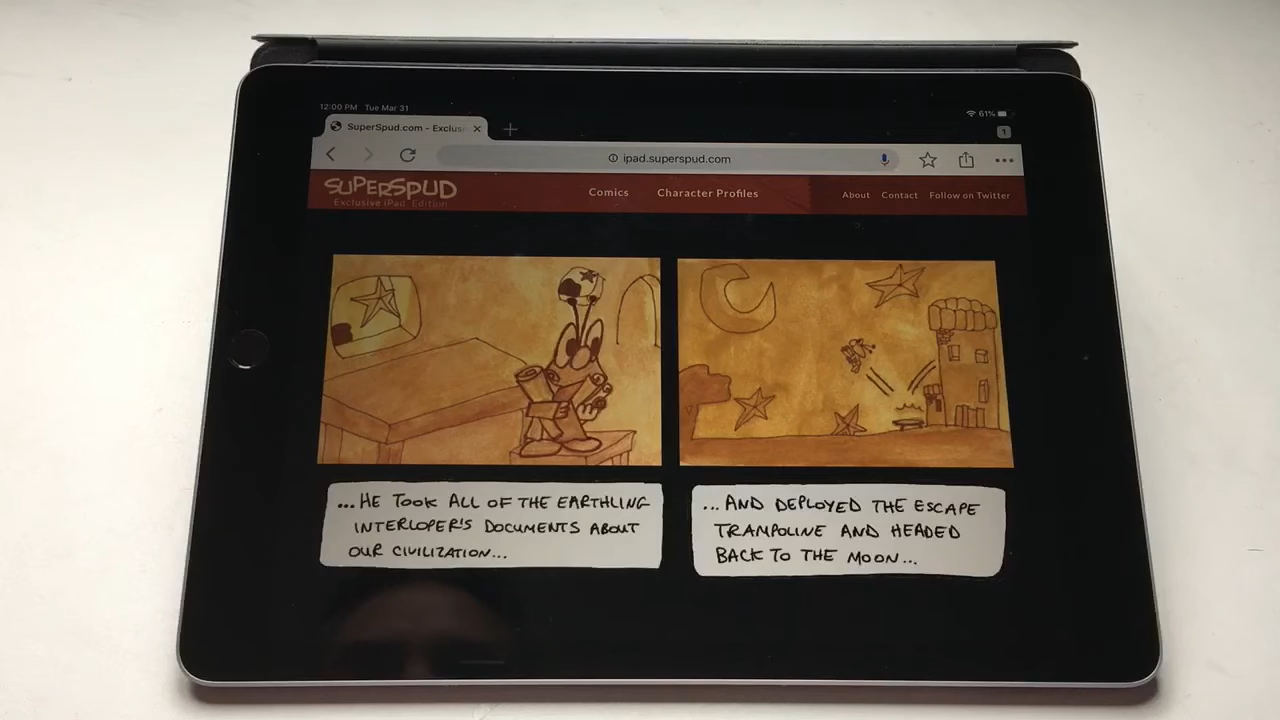 12:00 PM Tue Mar 31
61%
SuperSpud.com - Exclus
1
ipad.superspud.com
SUPERSPUD
Exclusive iPad Edition
Comics Character Profiles About Contact Follow on Twitter
...HE TOOK ALL OF THE EARTHLING
INTERLOPER'S DOCUMENTS ABOUT
OUR CIVILIZATION...
...AND DEPLOYED THE ESCAPE
TRAMPOLINE AND HEADED
BACK TO THE MOON...